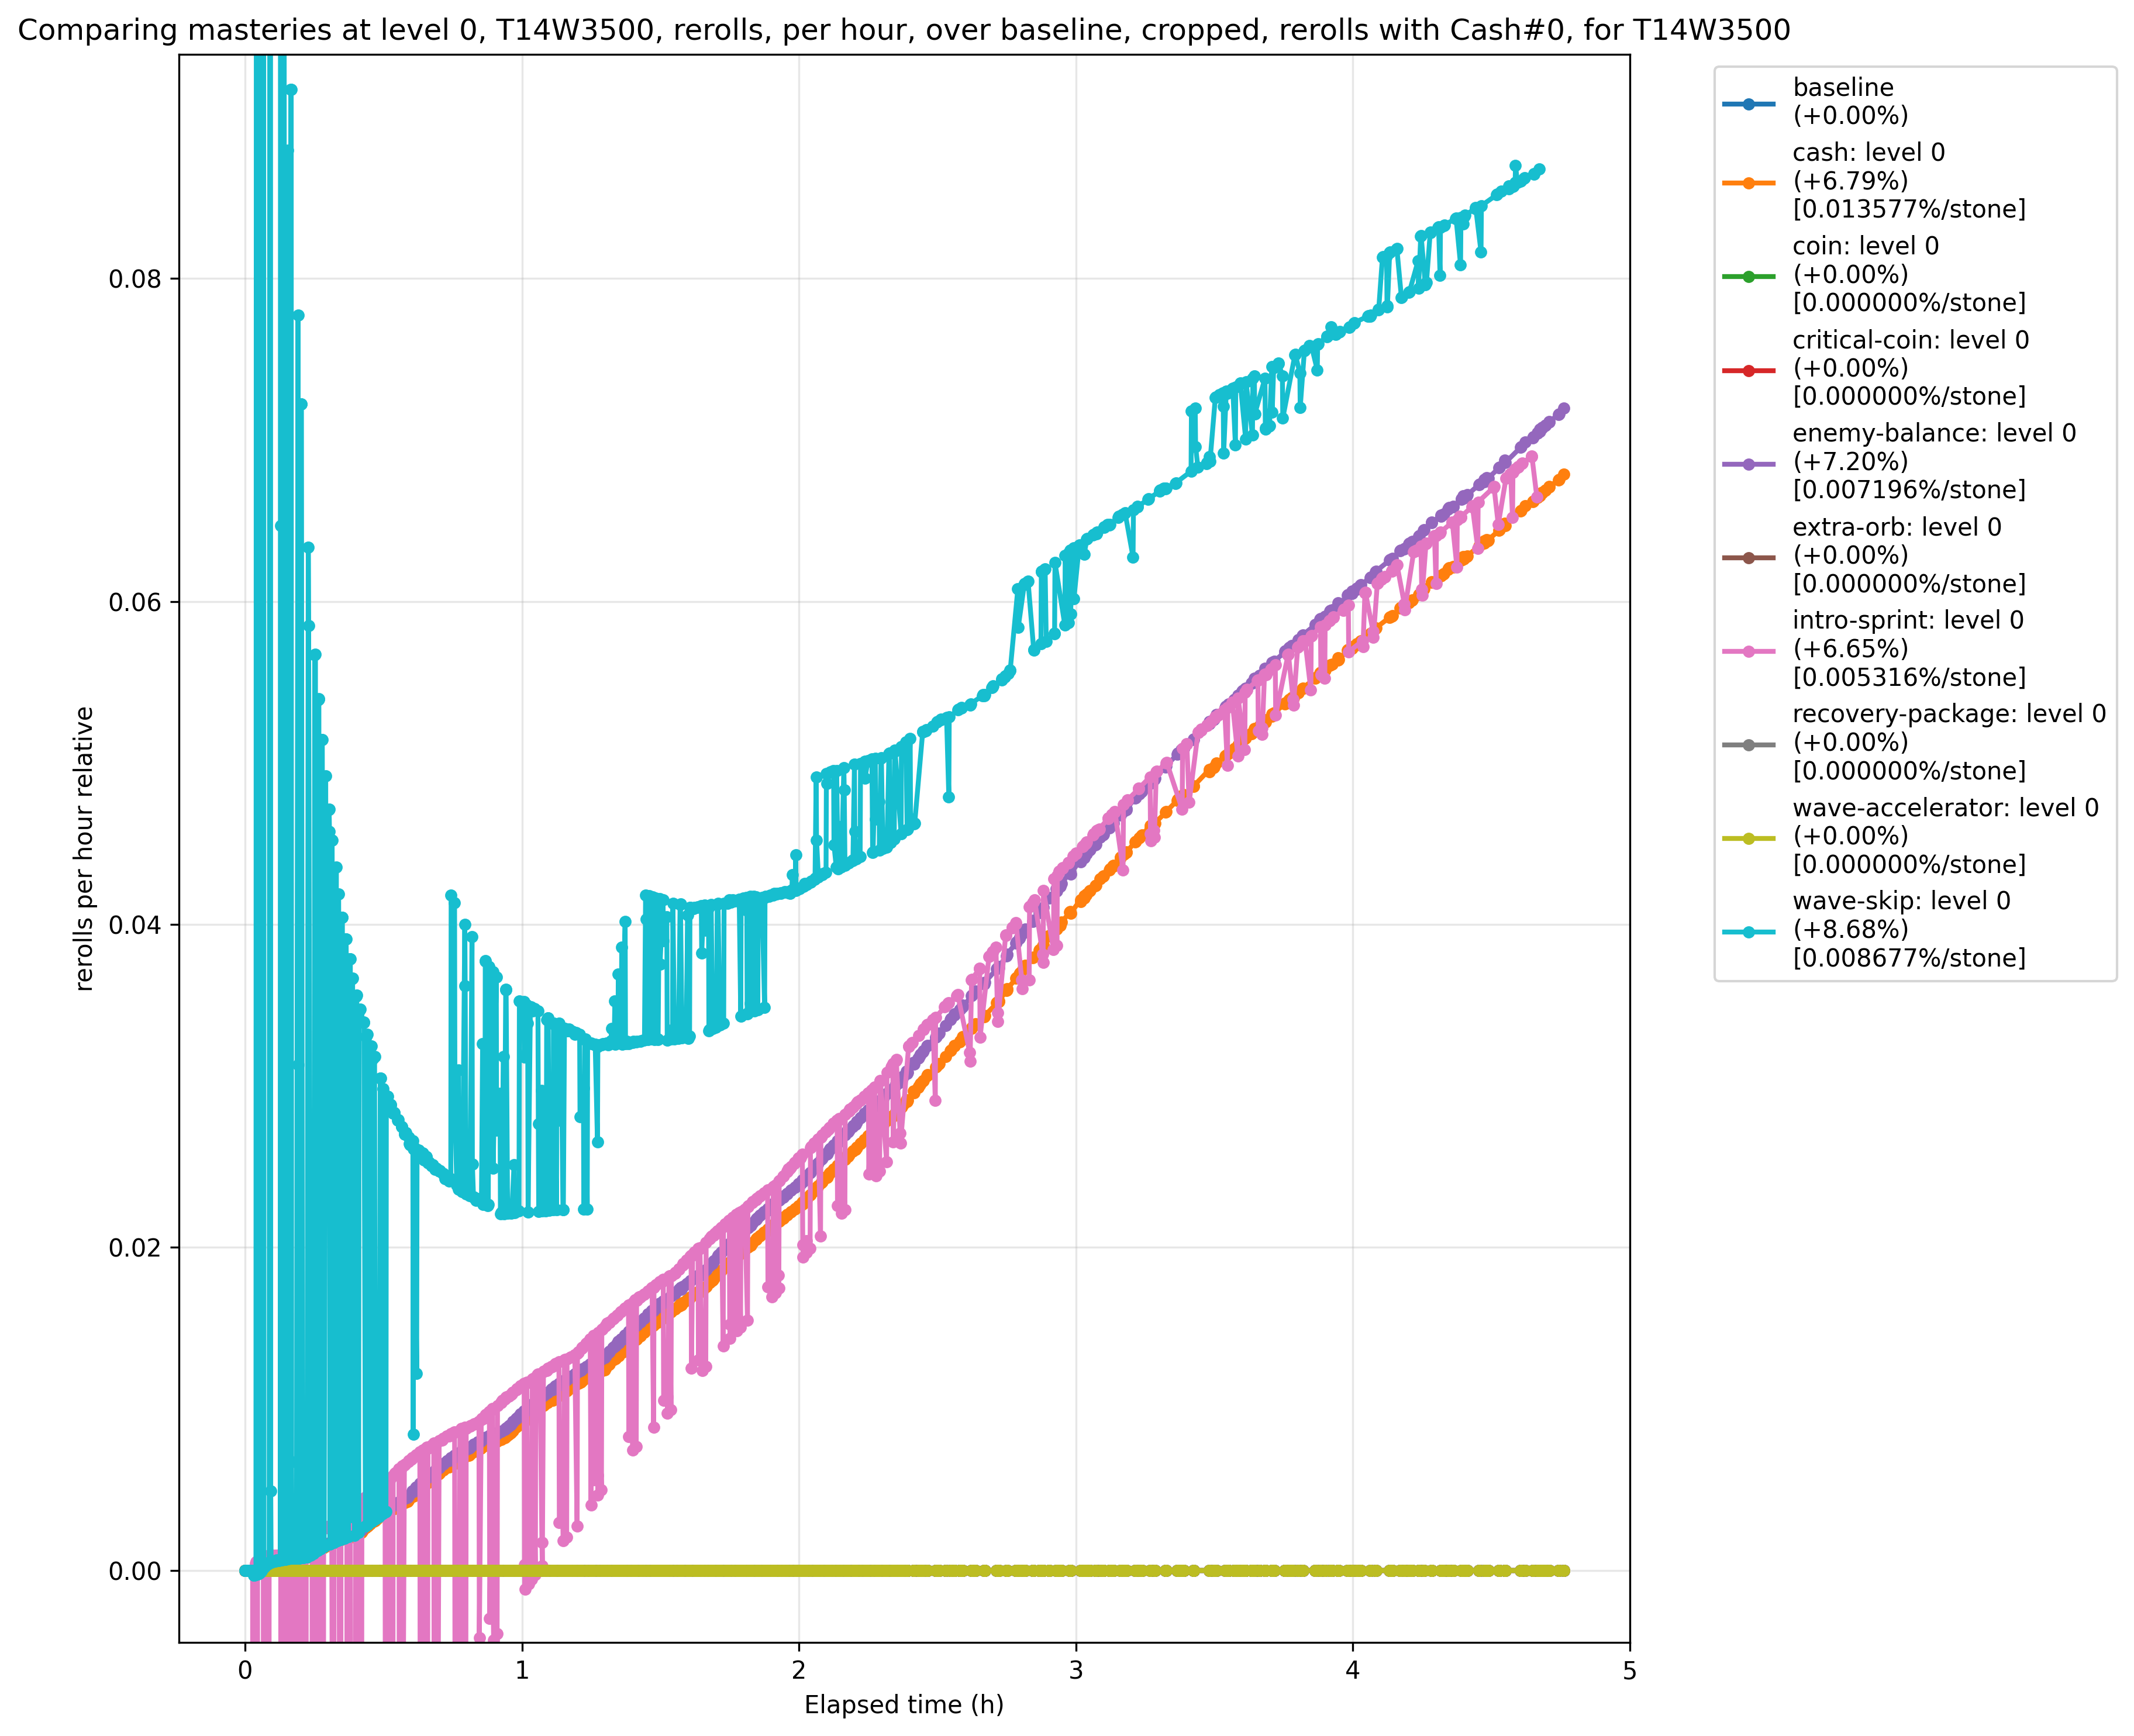 Comparing masteries at level 0, T14W3500, rerolls, per hour, over baseline, cropped, rerolls with Cash#0, for T14W3500
rerolls per hour relative
0.08
0.06
0.04
0.02
0.00
0
1
2
3
4
5
Elapsed time (h)
baseline
(+0.00%)
cash: level 0
(+6.79%)
[0.013577%/stone]
coin: level 0
(+0.00%)
[0.000000%/stone]
critical-coin: level 0
(+0.00%)
[0.000000%/stone]
enemy-balance: level 0
(+7.20%)
[0.007196%/stone]
extra-orb: level 0
(+0.00%)
[0.000000%/stone]
intro-sprint: level 0
(+6.65%)
[0.005316%/stone]
recovery-package: level 0
(+0.00%)
[0.000000%/stone]
wave-accelerator: level 0
(+0.00%)
[0.000000%/stone]
wave-skip: level 0
(+8.68%)
[0.008677%/stone]